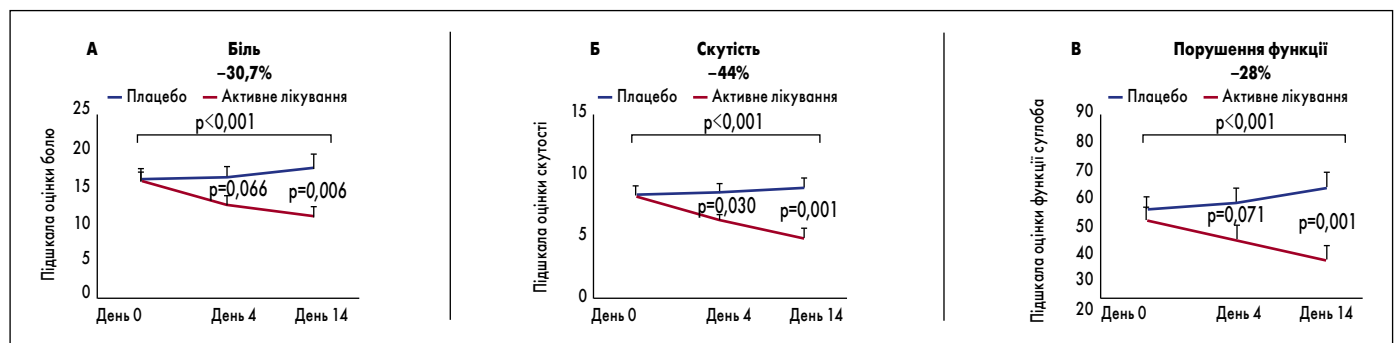 А
Біль
–30,7%
Плацебо
Активне лікування
Підшкала оцінки болю
25
20
15
10
5
0
p<0,001
p=0,066
p=0,006
День 0
День 4
День 14
Б
Скутість
–44%
Плацебо
Активне лікування
Підшкала оцінки скутості
15
10
5
0
p<0,001
p=0,030
p=0,001
День 0
День 4
День 14
В
Порушення функції
–28%
Плацебо
Активне лікування
Підшкала оцінки функції суглоба
90
80
70
60
50
40
30
20
p<0,001
p=0,071
p=0,001
День 0
День 4
День 14